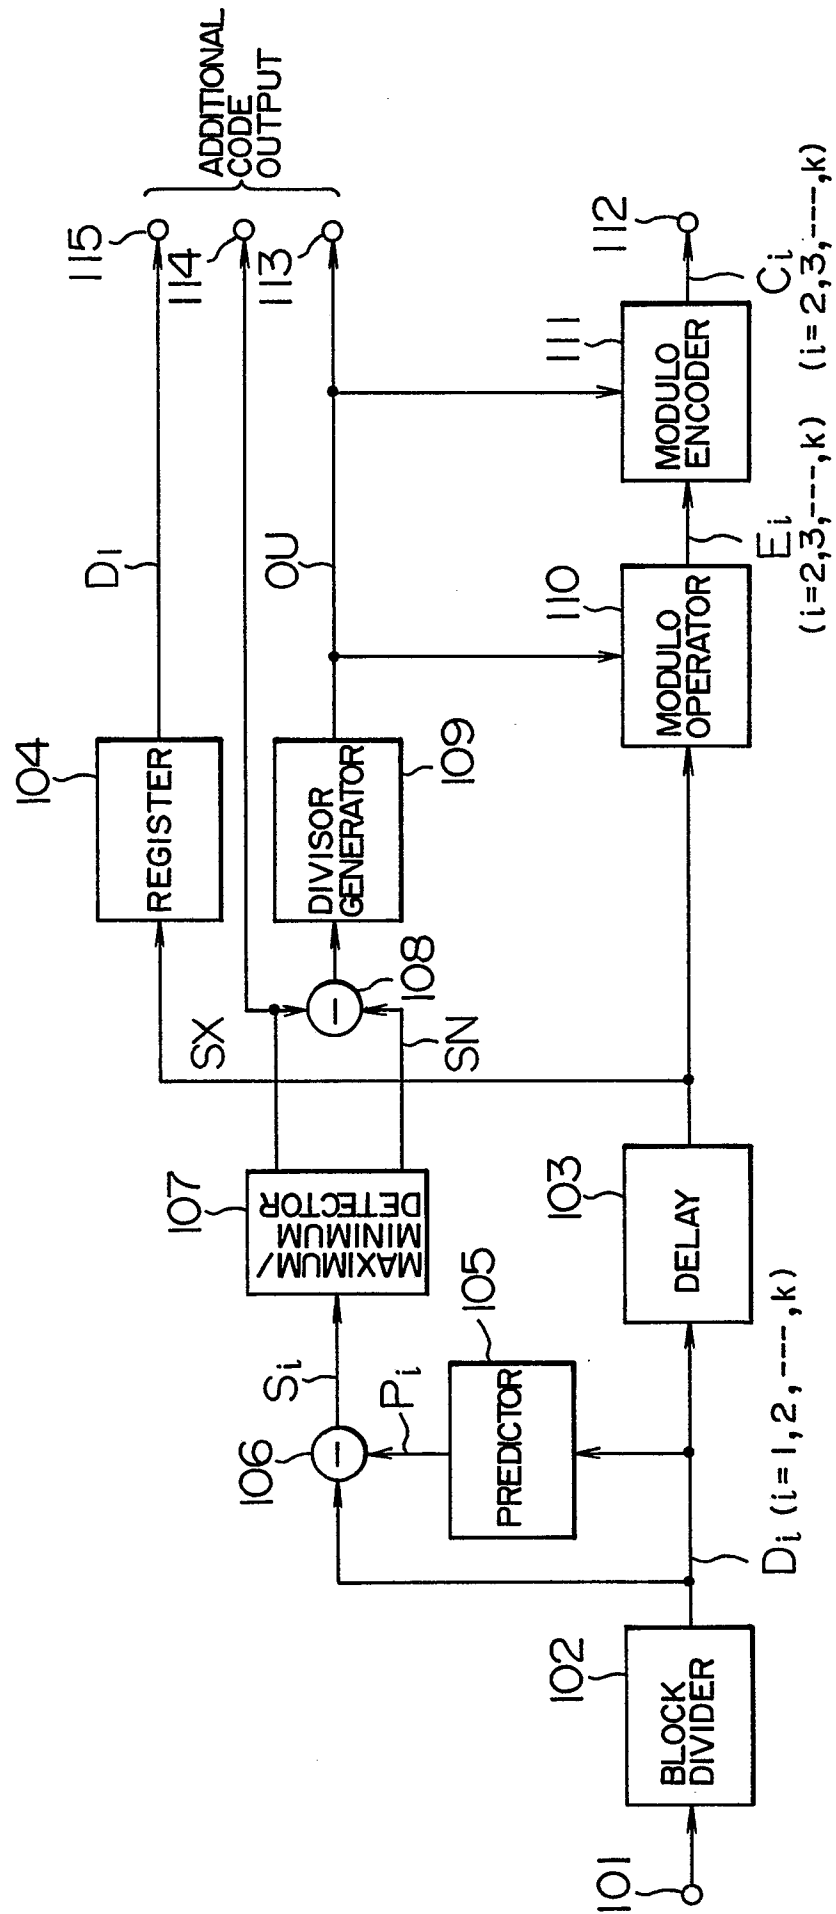 101
102
BLOCK
DIVIDER
Di (i=1,2,---,k)
106
Si
Pi
105
PREDICTOR
103
DELAY
107
MAXIMUM/
MINIMUM
DETECTOR
SX
SN
108
104
REGISTER
D1
109
DIVISOR
GENERATOR
OU
110
MODULO
OPERATOR
Ei
(i=2,3,---,k)
111
MODULO
ENCODER
Ci
(i=2,3,---,k)
112
113
114
115
ADDITIONAL
CODE
OUTPUT